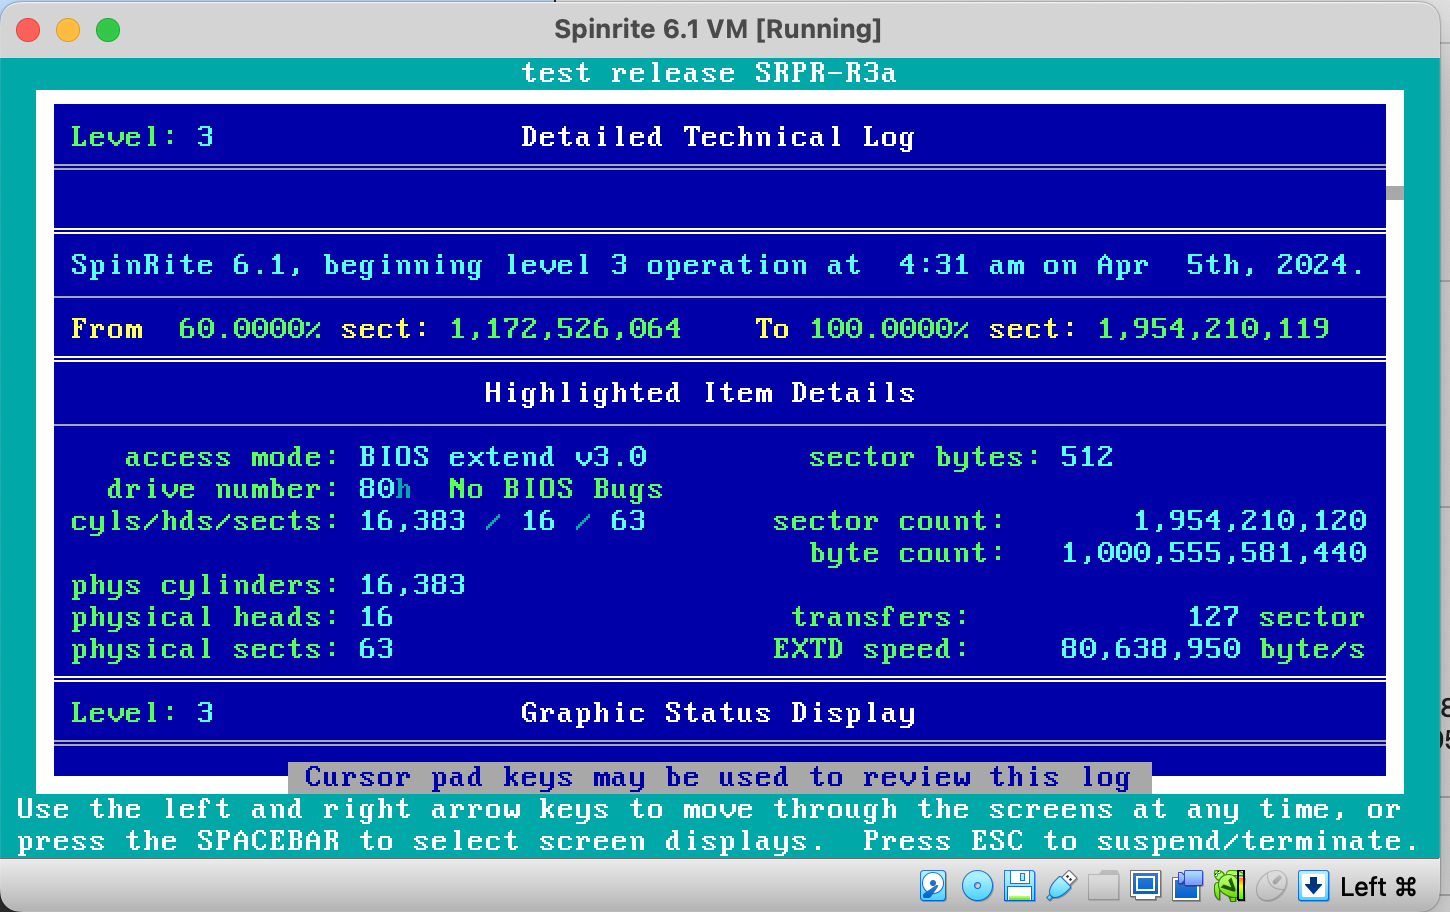 Spinrite 6.1 VM [Running]
test release SRPR-R3a
Level: 3 Detailed Technical Log
SpinRite 6.1, beginning level 3 operation at 4:31 am on Apr 5th, 2024.
From 60.0000% sect: 1,172,526,064 To 100.0000% sect: 1,954,210,119
Highlighted Item Details
access mode: BIOS extend v3.0 sector bytes: 512
drive number: 80h No BIOS Bugs
cyls/hds/sects: 16,383 / 16 / 63 sector count: 1,954,210,120
byte count: 1,000,555,581,440
phys cylinders: 16,383
physical heads: 16 transfers: 127 sector
physical sects: 63 EXTD speed: 80,638,950 byte/s
Level: 3 Graphic Status Display
Cursor pad keys may be used to review this log
Use the left and right arrow keys to move through the screens at any time, or
press the SPACEBAR to select screen displays. Press ESC to suspend/terminate.
Left ⌘